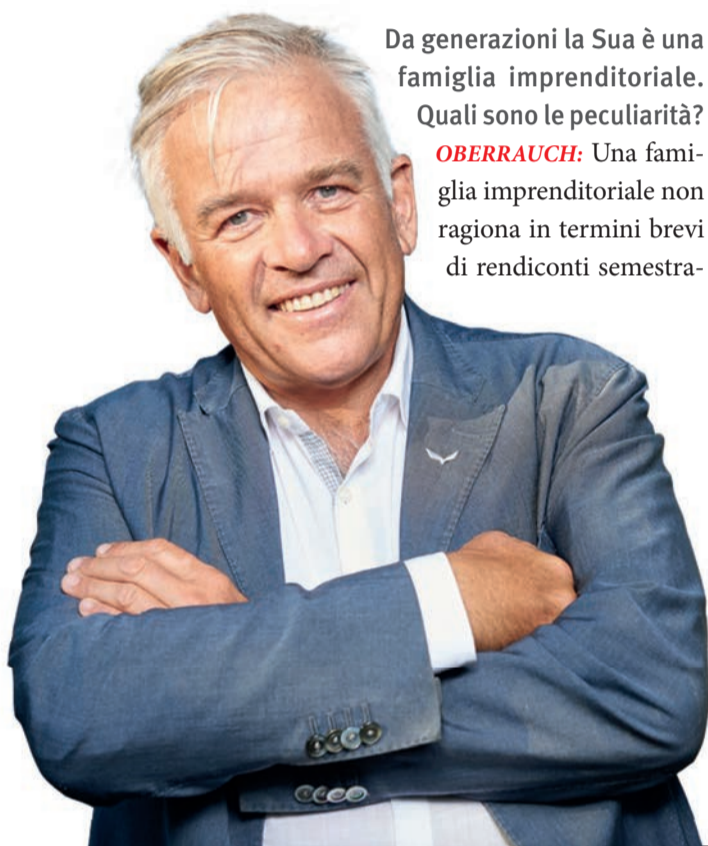 Da generazioni la Sua è una
famiglia imprenditoriale.
Quali sono le peculiarità?
OBERRAUCH: Una fami-
glia imprenditoriale non
ragiona in termini brevi
di rendiconti semestra-